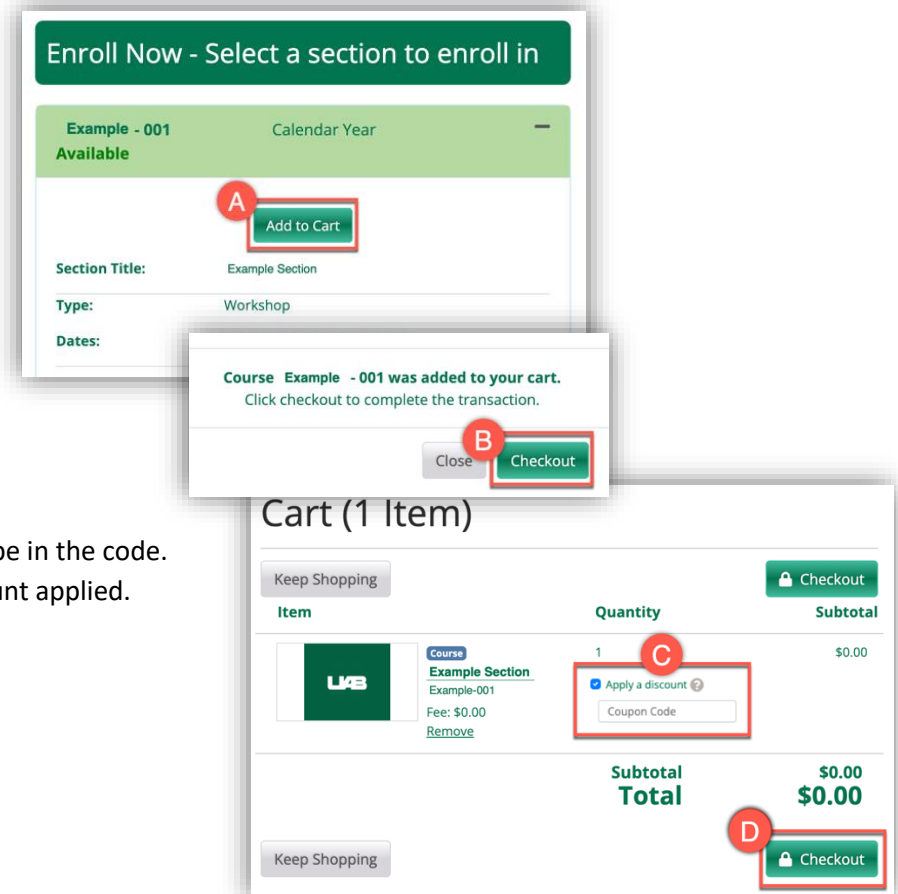 Enroll Now - Select a section to enroll in
Example - 001 Calendar Year
Available
A
Add to Cart
Section Title: Example Section
Type: Workshop
Dates:
Course Example - 001 was added to your cart.
Click checkout to complete the transaction.
B
Close Checkout
Cart (1 Item)
in the code.
applied.
Keep Shopping Checkout
Item Quantity Subtotal
UAB
Course
Example Section
Example-001
Fee: $0.00
Remove
1 $0.00
C
Apply a discount ?
Coupon Code
Subtotal $0.00
Total $0.00
D
Keep Shopping Checkout